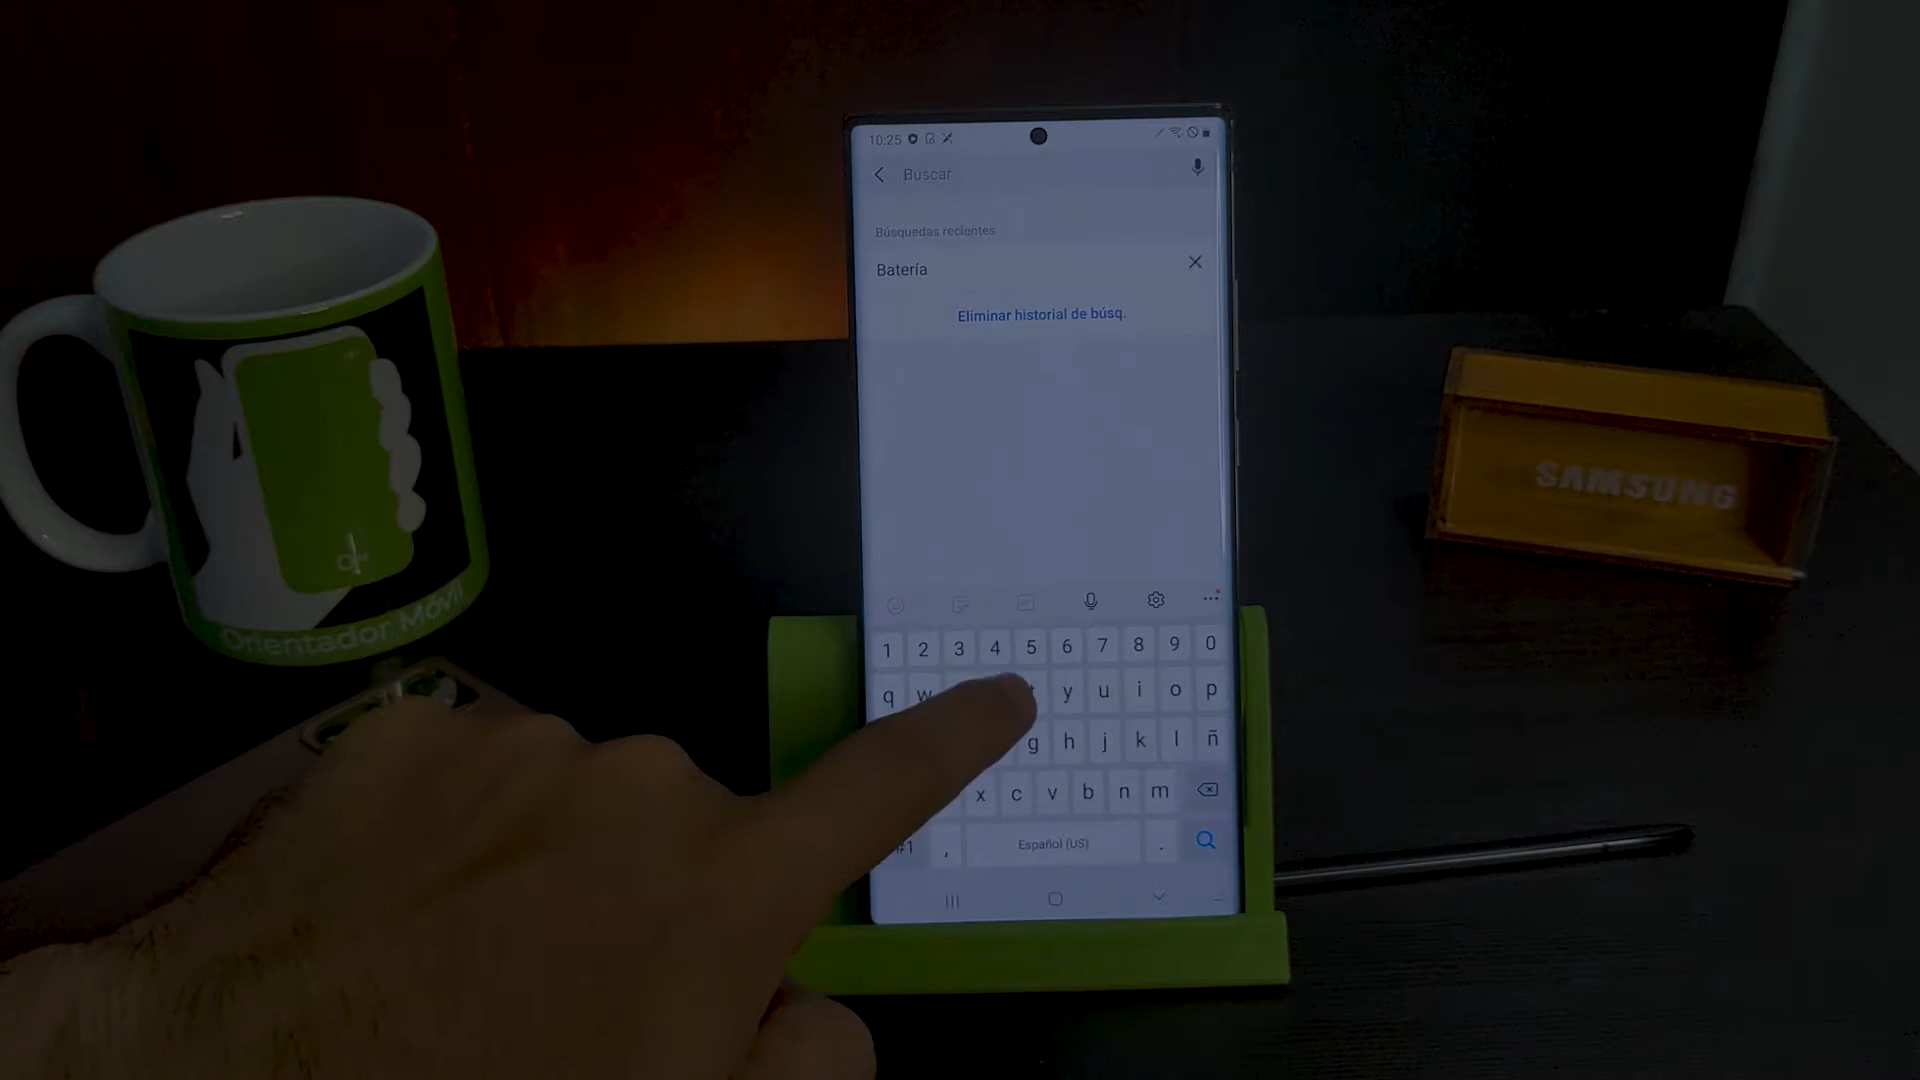 10:25
Buscar
Búsquedas recientes
Batería
Eliminar historial de búsq.
1 2 3 4 5 6 7 8 9 0
q w t y u i o p
g h j k l ñ
x c v b n m
#1 , Español (US) .
Orientador Móvil
SAMSUNG